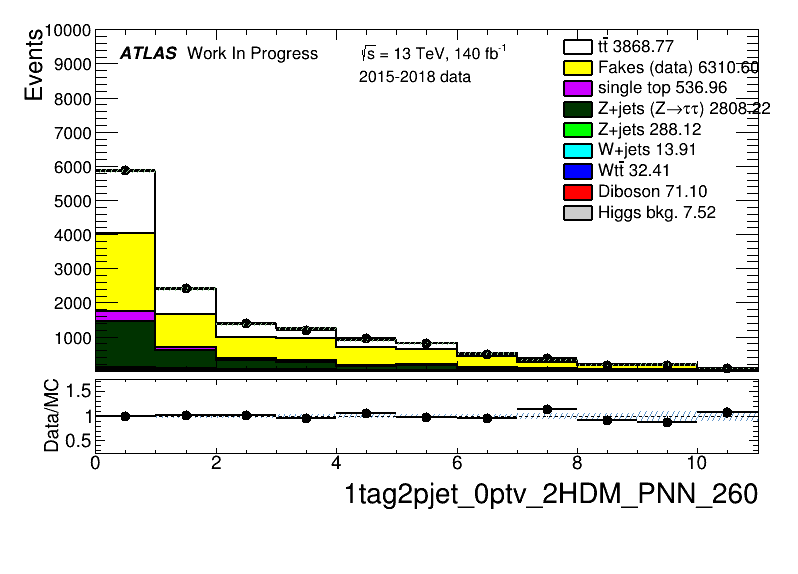 10000
9000
8000
7000
6000
5000
4000
3000
2000
1000
Events
ATLAS Work In Progress
√s = 13 TeV, 140 fb-1
2015-2018 data
tt̄ 3868.77
Fakes (data) 6310.60
single top 536.96
Z+jets (Z→ττ) 2808.22
Z+jets 288.12
W+jets 13.91
Wtt̄ 32.41
Diboson 71.10
Higgs bkg. 7.52
Data/MC
1.5
1
0.5
0 2 4 6 8 10
1tag2pjet_0ptv_2HDM_PNN_260